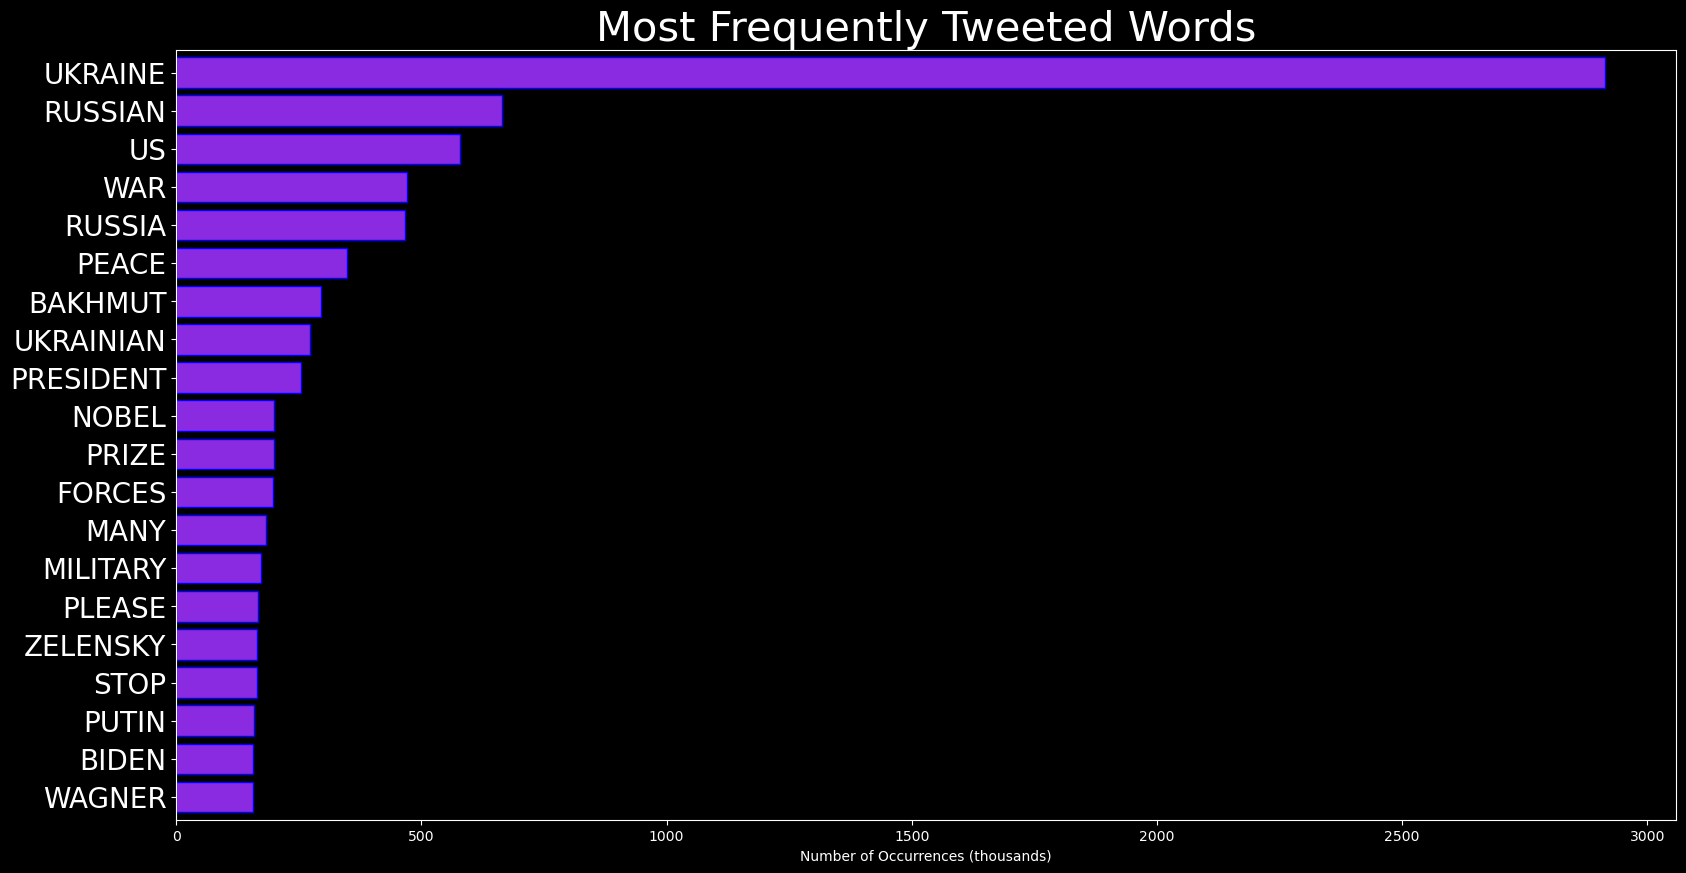 Most Frequently Tweeted Words
UKRAINE
RUSSIAN
US
WAR
RUSSIA
PEACE
BAKHMUT
UKRAINIAN
PRESIDENT
NOBEL
PRIZE
FORCES
MANY
MILITARY
PLEASE
ZELENSKY
STOP
PUTIN
BIDEN
WAGNER
0 500 1000 1500 2000 2500 3000
Number of Occurrences (thousands)